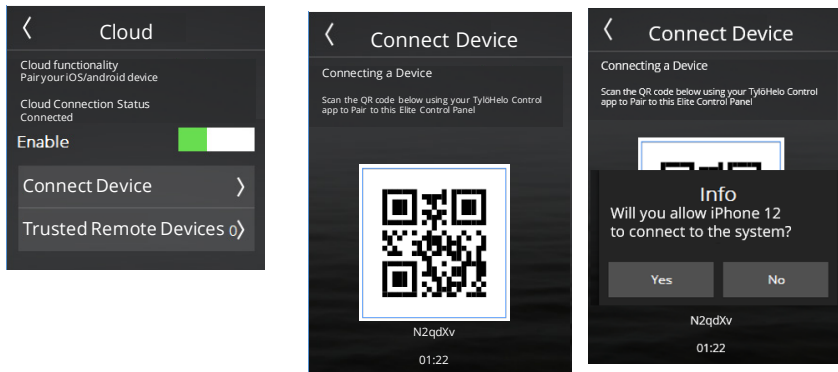 Cloud
Cloud functionality
Pair your iOS/android device
Cloud Connection Status
Connected
Enable
Connect Device
Trusted Remote Devices 0
Connect Device
Connecting a Device
Scan the QR code below using your TylöHelo Control
app to Pair to this Elite Control Panel
N2qdXv
01:22
Connect Device
Connecting a Device
Scan the QR code below using your TylöHelo Control
app to Pair to this Elite Control Panel
Info
Will you allow iPhone 12
to connect to the system?
Yes No
N2qdXv
01:22